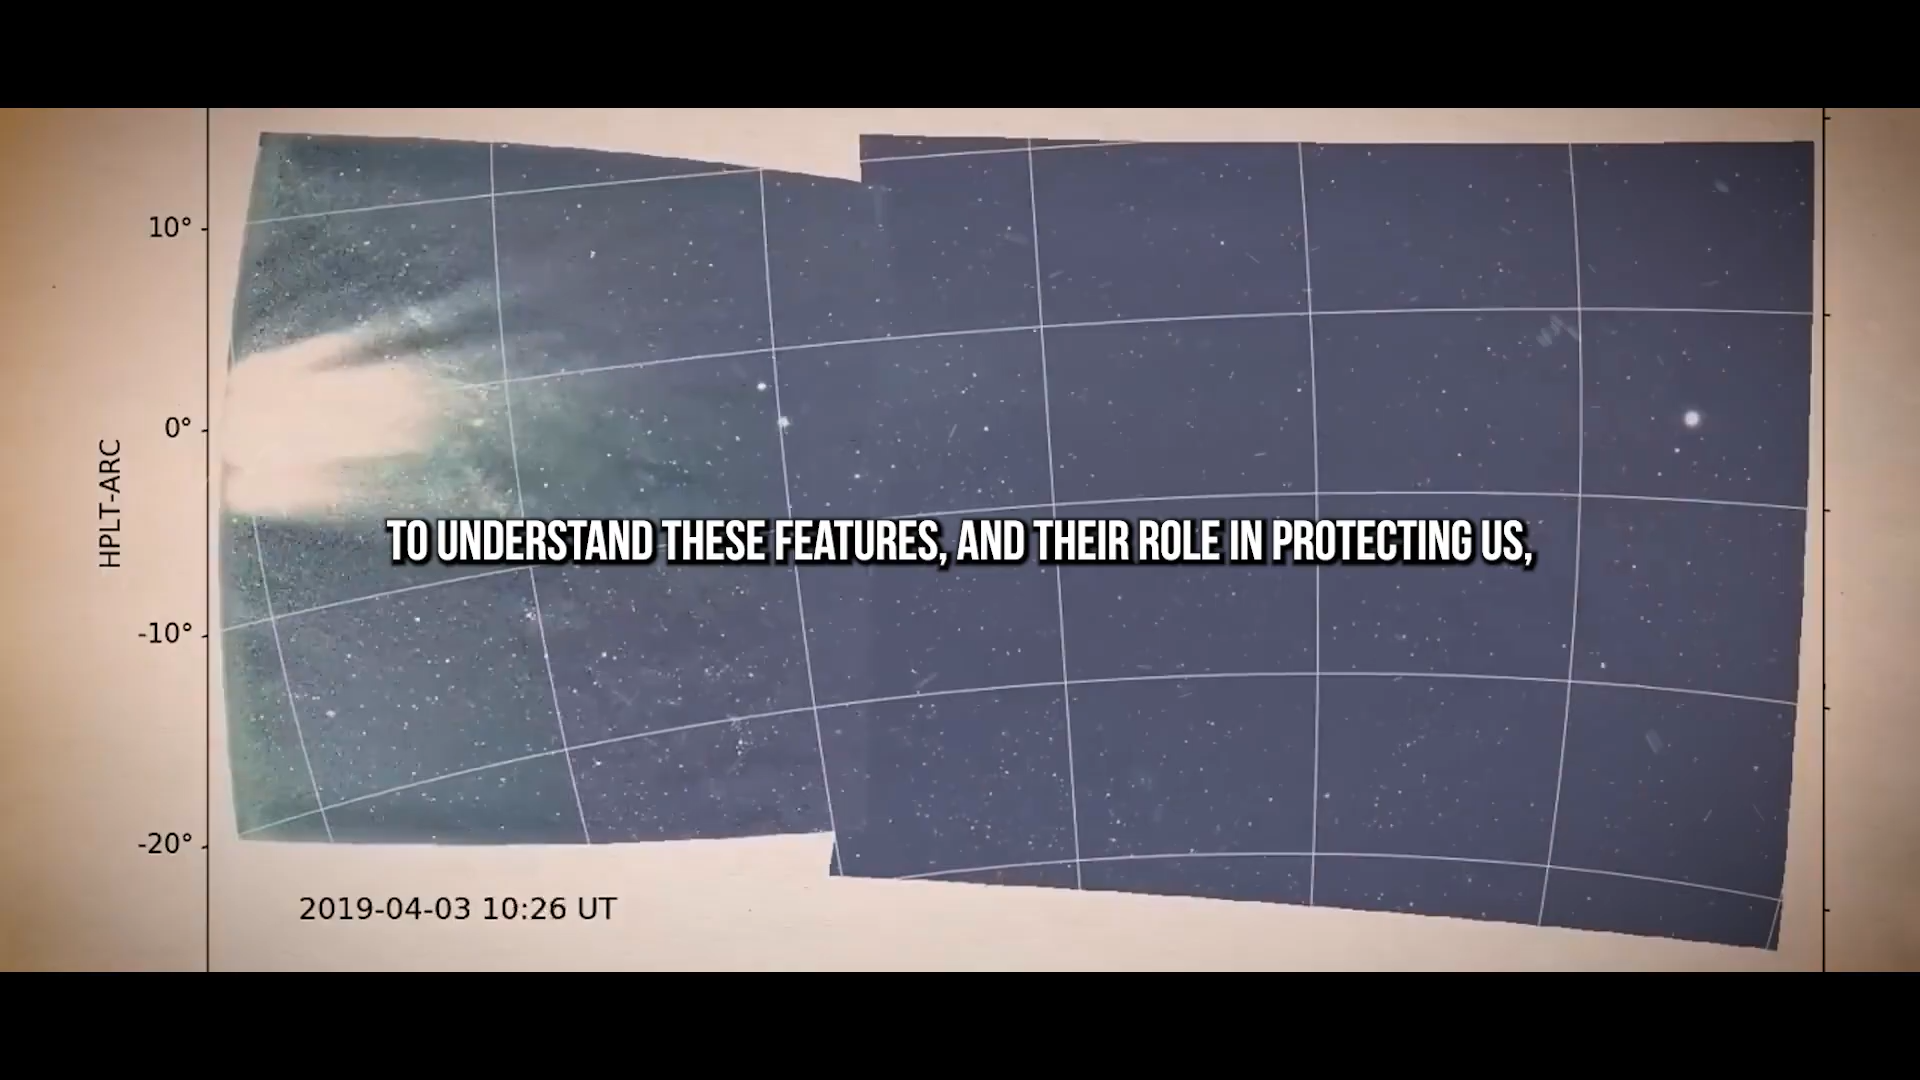 10°
0°
HPLT-ARC
TO UNDERSTAND THESE FEATURES, AND THEIR ROLE IN PROTECTING US,
-10°
-20°
2019-04-03 10:26 UT